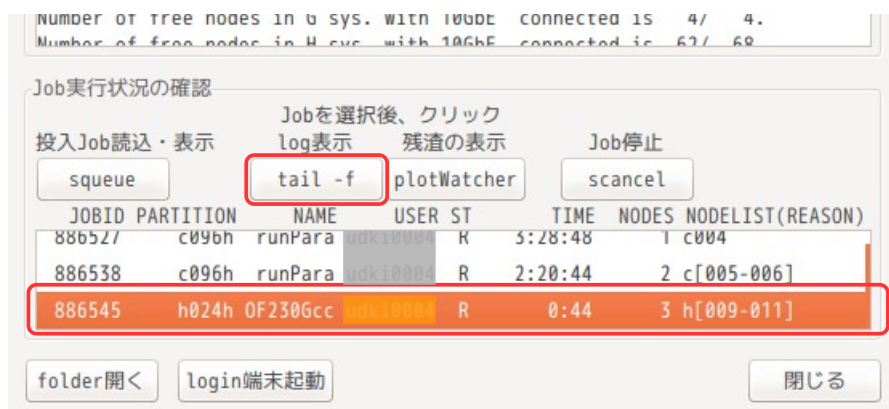 Number of free nodes in G sys. with 10GbE connected is 4/ 4.
Number of free nodes in H sys. with 10GbE connected is 62/ 68
Job実行状況の確認
Jobを選択後、クリック
投入Job読込・表示 log表示 残渣の表示 Job停止
squeue tail -f plotWatcher scancel
JOBID PARTITION NAME USER ST TIME NODES NODELIST(REASON)
886527 c096h runPara udki0004 R 3:28:48 1 c004
886538 c096h runPara udki0004 R 2:20:44 2 c[005-006]
886545 h024h OF230Gcc udki0004 R 0:44 3 h[009-011]
folder開く login端末起動 閉じる